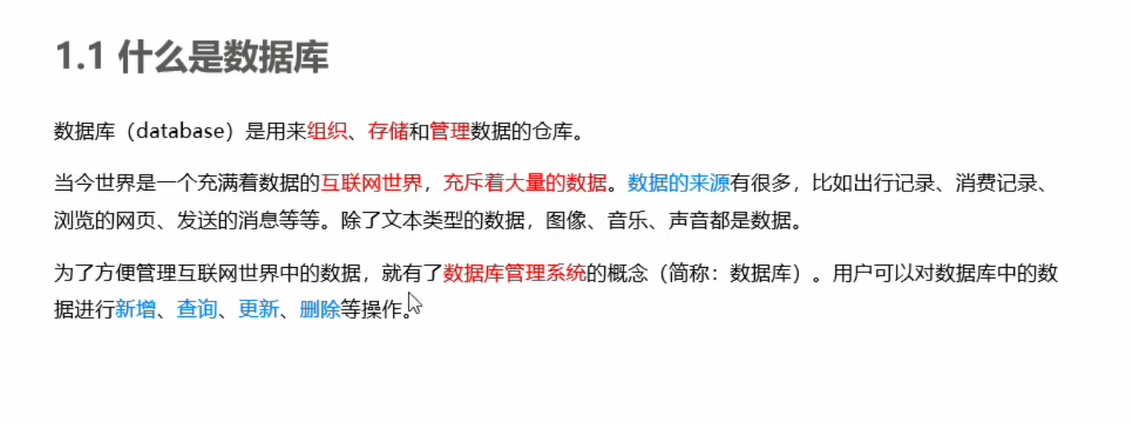 1.1 什么是数据库
数据库（database）是用来组织、存储和管理数据的仓库。
当今世界是一个充满着数据的互联网世界，充斥着大量的数据。数据的来源有很多，比如出行记录、消费记录、
浏览的网页、发送的消息等等。除了文本类型的数据，图像、音乐、声音都是数据。
为了方便管理互联网世界中的数据，就有了数据库管理系统的概念（简称：数据库）。用户可以对数据库中的数
据进行新增、查询、更新、删除等操作。